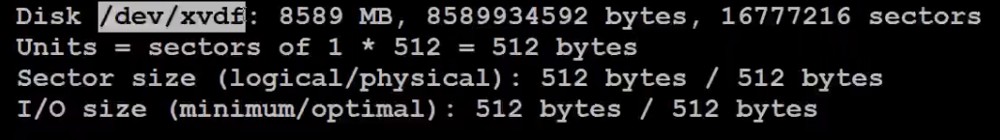 Disk /dev/xvdf: 8589 MB, 8589934592 bytes, 16777216 sectors
Units = sectors of 1 * 512 = 512 bytes
Sector size (logical/physical): 512 bytes / 512 bytes
I/O size (minimum/optimal): 512 bytes / 512 bytes